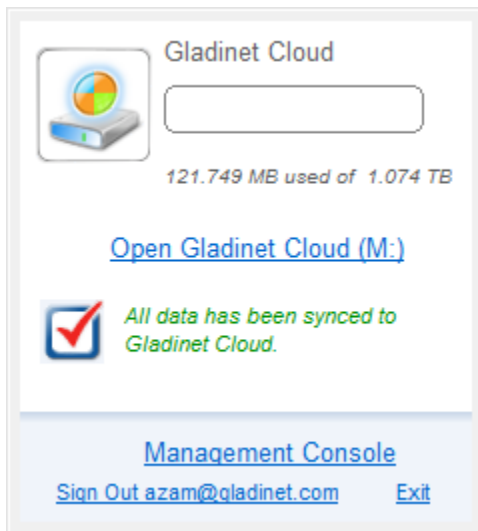 Gladinet Cloud
121.749 MB used of 1.074 TB
Open Gladinet Cloud (M:)
All data has been synced to
Gladinet Cloud.
Management Console
Sign Out azam@gladinet.com Exit